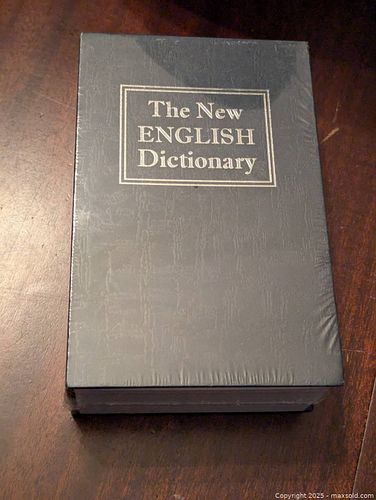 The New
ENGLISH
Dictionary
Copyright © 2025 - maxsold.com